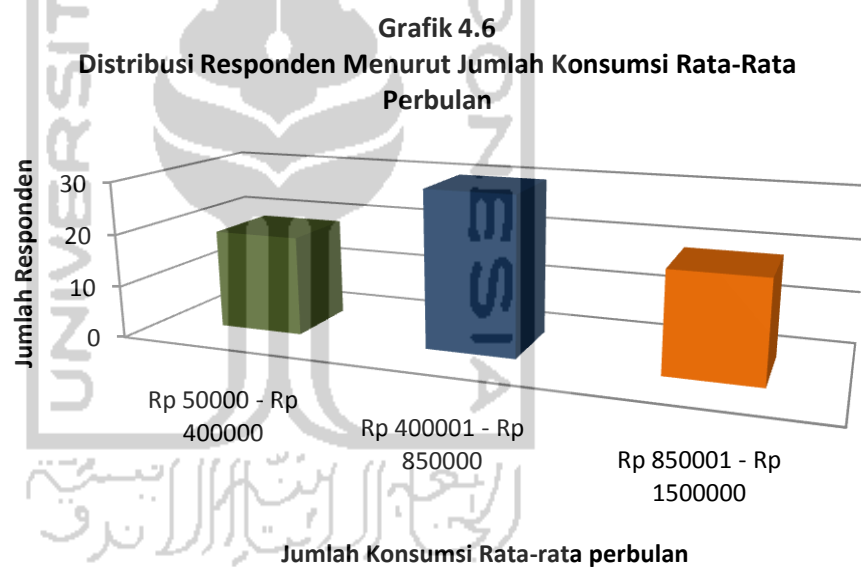 Grafik 4.6
Distribusi Responden Menurut Jumlah Konsumsi Rata-Rata
Perbulan
Jumlah Responden
30
20
10
0
Rp 50000 - Rp
400000
Rp 400001 - Rp
850000
Rp 850001 - Rp
1500000
Jumlah Konsumsi Rata-rata perbulan
UNIVERSIT